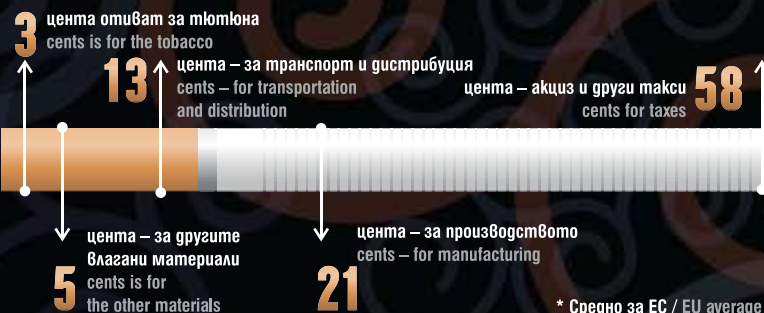 3
цента отиват за тютюна
cents is for the tobacco
13
цента – за транспорт и дистрибуция
cents – for transportation
and distribution
цента – акциз и други такси
cents for taxes
58
5
цента – за другите
влагани материали
cents is for
the other materials
21
цента – за производството
cents – for manufacturing
* Средно за ЕС / EU average